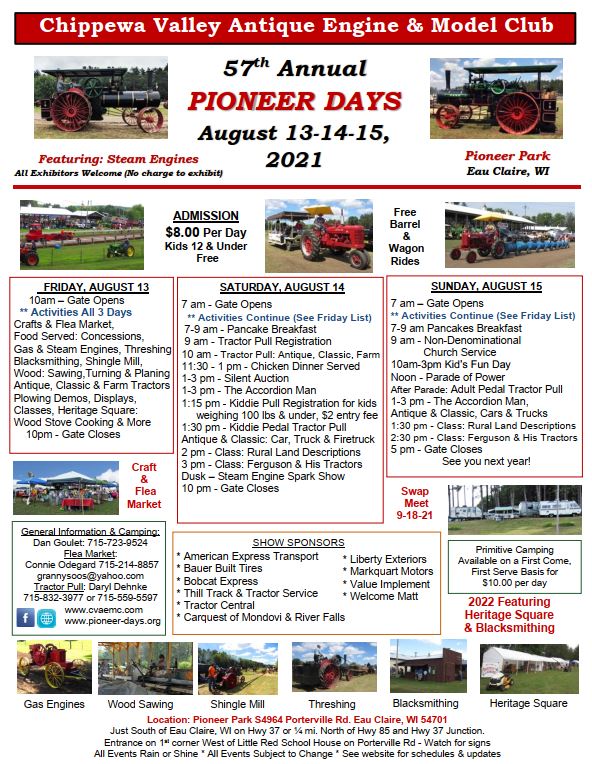 Chippewa Valley Antique Engine & Model Club
57th Annual
PIONEER DAYS
August 13-14-15,
2021
Featuring: Steam Engines
All Exhibitors Welcome (No charge to exhibit)
Pioneer Park
Eau Claire, WI
ADMISSION
$8.00 Per Day
Kids 12 & Under
Free
Free
Barrel
&
Wagon
Rides
FRIDAY, AUGUST 13
10am – Gate Opens
** Activities All 3 Days
Crafts & Flea Market,
Food Served: Concessions,
Gas & Steam Engines, Threshing
Blacksmithing, Shingle Mill,
Wood: Sawing,Turning & Planing
Antique, Classic & Farm Tractors
Plowing Demos, Displays,
Classes, Heritage Square:
Wood Stove Cooking & More
10pm - Gate Closes
SATURDAY, AUGUST 14
7 am - Gate Opens
** Activities Continue (See Friday List)
7-9 am - Pancake Breakfast
9 am - Tractor Pull Registration
10 am - Tractor Pull: Antique, Classic, Farm
11:30 - 1 pm - Chicken Dinner Served
1-3 pm - Silent Auction
1-3 pm - The Accordion Man
1:15 pm - Kiddie Pull Registration for kids
weighing 100 lbs & under, $2 entry fee
1:30 pm - Kiddie Pedal Tractor Pull
Antique & Classic: Car, Truck & Firetruck
2 pm - Class: Rural Land Descriptions
3 pm - Class: Ferguson & His Tractors
Dusk – Steam Engine Spark Show
10 pm - Gate Closes
SUNDAY, AUGUST 15
7 am – Gate Opens
** Activities Continue (See Friday List)
7-9 am Pancakes Breakfast
9 am – Non-Denominational
Church Service
10am-3pm Kid's Fun Day
Noon - Parade of Power
After Parade: Adult Pedal Tractor Pull
1-3 pm - The Accordion Man,
Antique & Classic, Cars & Trucks
1:30 pm - Class: Rural Land Descriptions
2:30 pm - Class: Ferguson & His Tractors
5 pm - Gate Closes
See you next year!
Craft
&
Flea
Market
Swap
Meet
9-18-21
General Information & Camping:
Dan Goulet: 715-723-9524
Flea Market:
Connie Odegard 715-214-8857
grannysoos@yahoo.com
Tractor Pull: Daryl Dehnke
715-832-3977 or 715-559-5597
www.cvaemc.com
www.pioneer-days.org
SHOW SPONSORS
* American Express Transport
* Bauer Built Tires
* Bobcat Express
* Thill Track & Tractor Service
* Tractor Central
* Carquest of Mondovi & River Falls
* Liberty Exteriors
* Markquart Motors
* Value Implement
* Welcome Matt
Primitive Camping
Available on a First Come,
First Serve Basis for
$10.00 per day
2022 Featuring
Heritage Square
& Blacksmithing
Gas Engines
Wood Sawing
Shingle Mill
Threshing
Blacksmithing
Heritage Square
Location: Pioneer Park S4964 Porterville Rd. Eau Claire, WI 54701
Just South of Eau Claire, WI on Hwy 37 or ¼ mi. North of Hwy 85 and Hwy 37 Junction.
Entrance on 1st corner West of Little Red School House on Porterville Rd - Watch for signs
All Events Rain or Shine * All Events Subject to Change * See website for schedules & updates